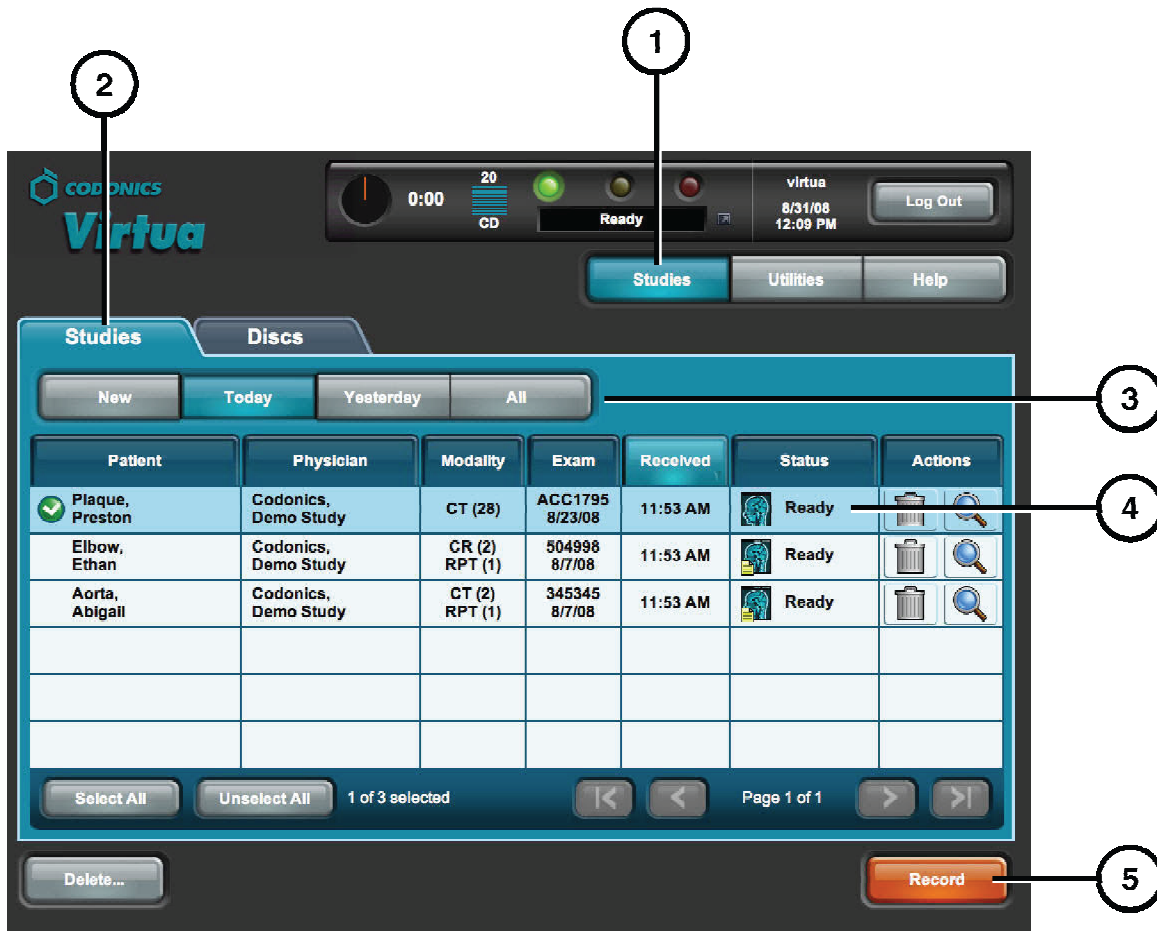 1
2
CODONICS
Virtua
0:00
20
CD
Ready
virtua
8/31/08
12:09 PM
Log Out
Studies
Utilities
Help
Studies
Discs
New
Today
Yesterday
All
3
Patient
Physician
Modality
Exam
Received
Status
Actions
Plaque,
Preston
Codonics,
Demo Study
CT (28)
ACC1795
8/23/08
11:53 AM
Ready
4
Elbow,
Ethan
Codonics,
Demo Study
CR (2)
RPT (1)
504998
8/7/08
11:53 AM
Ready
Aorta,
Abigail
Codonics,
Demo Study
CT (2)
RPT (1)
345345
8/7/08
11:53 AM
Ready
Select All
Unselect All
1 of 3 selected
Page 1 of 1
Delete...
Record
5